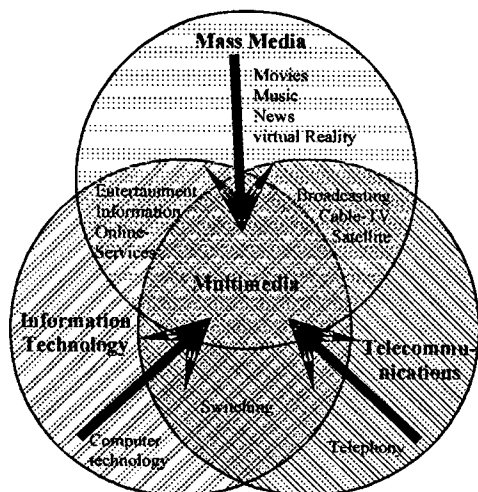 Mass Media
Movies
Music
News
virtual Reality
Entertainment
Information
Online-
Services
Broadcasting
Cable-TV
Satellite
Multimedia
Information
Technology
Telecommu-
nications
Switching
Computer
technology
Telephony